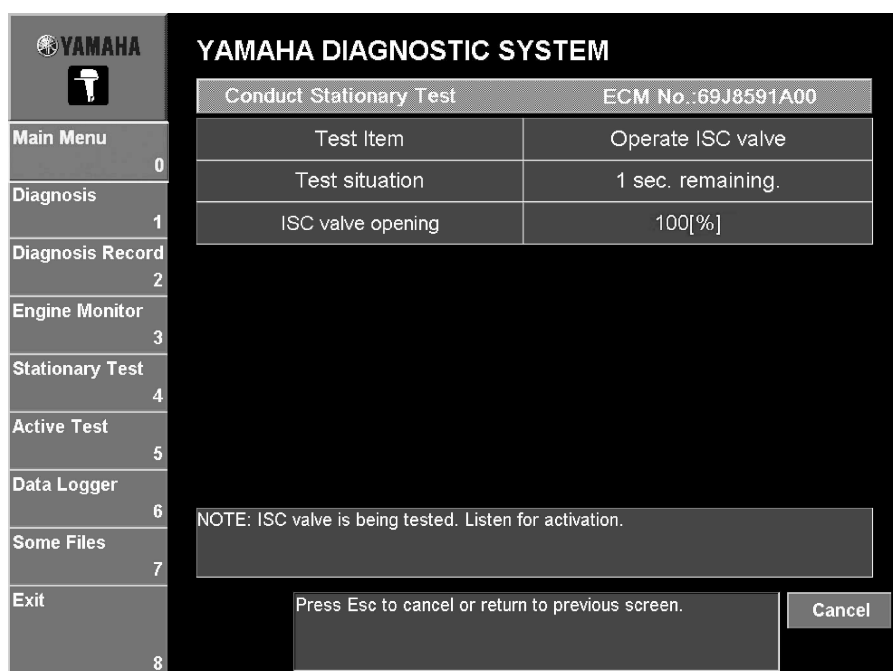 YAMAHA
YAMAHA DIAGNOSTIC SYSTEM
Conduct Stationary Test ECM No.:69J8591A00
Test Item Operate ISC valve
Test situation 1 sec. remaining.
ISC valve opening 100[%]
Main Menu
0
Diagnosis
1
Diagnosis Record
2
Engine Monitor
3
Stationary Test
4
Active Test
5
Data Logger
6
Some Files
7
Exit
8
NOTE: ISC valve is being tested. Listen for activation.
Press Esc to cancel or return to previous screen.
Cancel